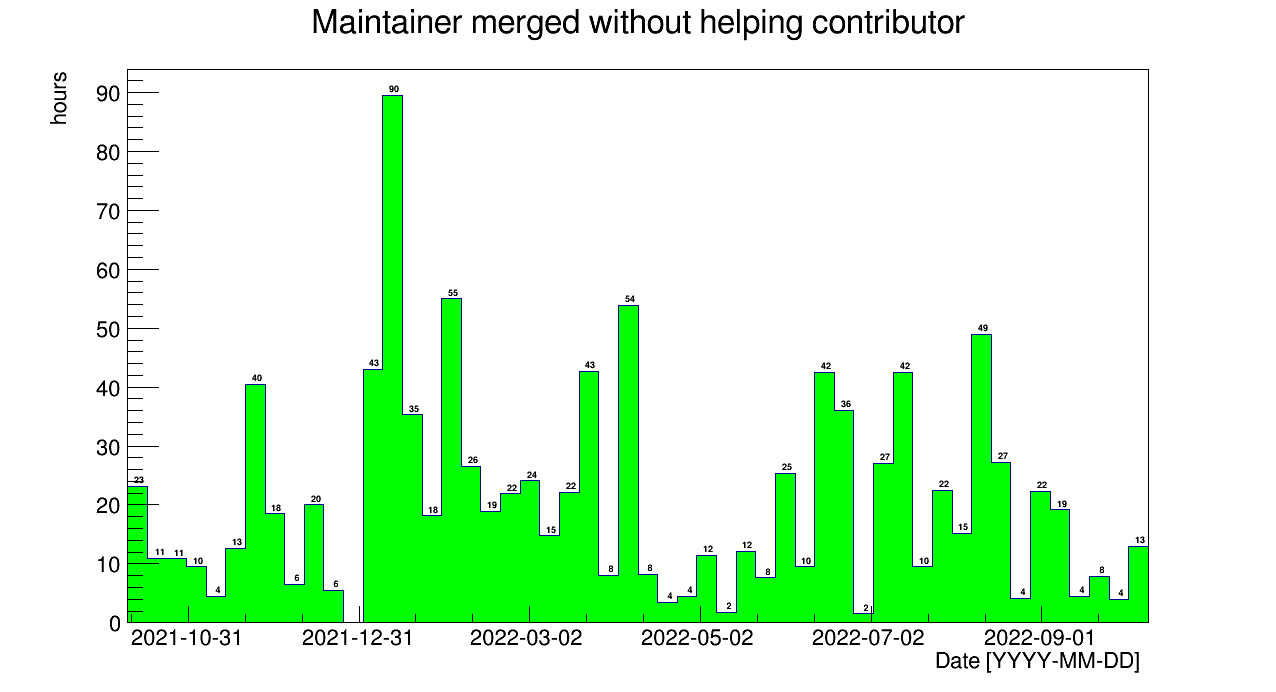 Maintainer merged without helping contributor
hours
90
80
70
60
50
40
30
20
10
0
23 11 11 10 4 13 40 18 6 20 6 43 90 35 18 55 26 19 22 24 15 22 43 8 54 8 4 4 12 2 12 8 25 10 42 36 2 27 42 10 22 15 49 27 4 22 19 4 8 4 13
2021-10-31 2021-12-31 2022-03-02 2022-05-02 2022-07-02 2022-09-01
Date [YYYY-MM-DD]